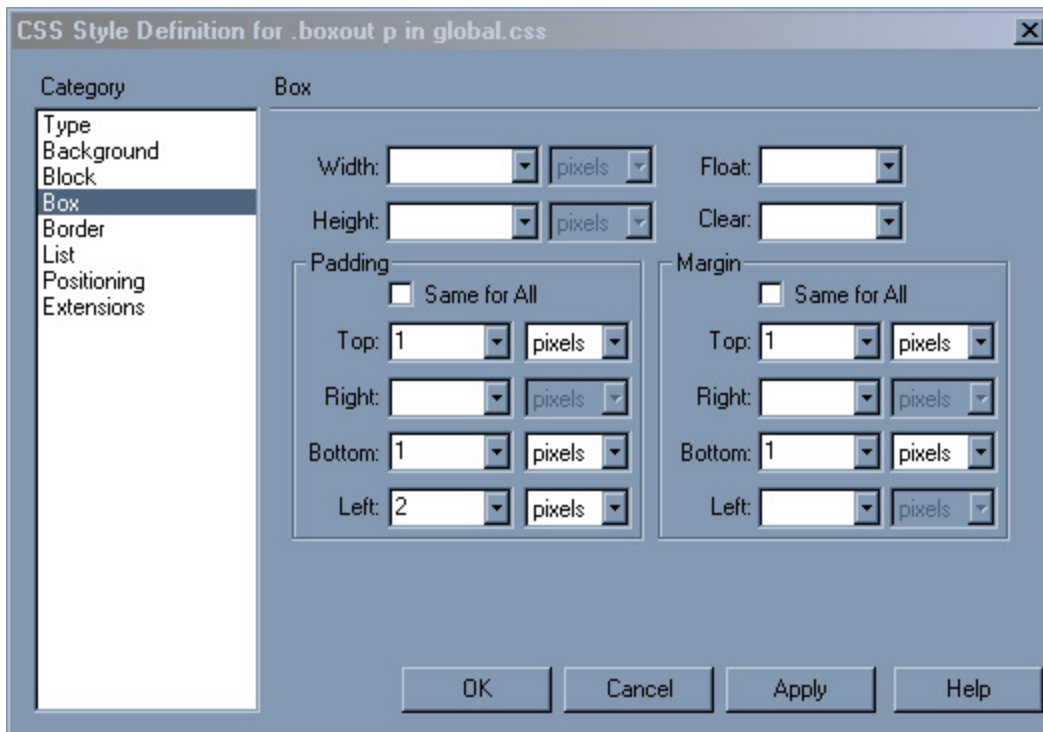 CSS Style Definition for .boxout p in global.css
Category
Box
Type
Background
Block
Box
Border
List
Positioning
Extensions
Width: pixels Float:
Height: pixels Clear:
Padding Margin
Same for All Same for All
Top: 1 pixels Top: 1 pixels
Right: pixels Right: pixels
Bottom: 1 pixels Bottom: 1 pixels
Left: 2 pixels Left: pixels
OK Cancel Apply Help